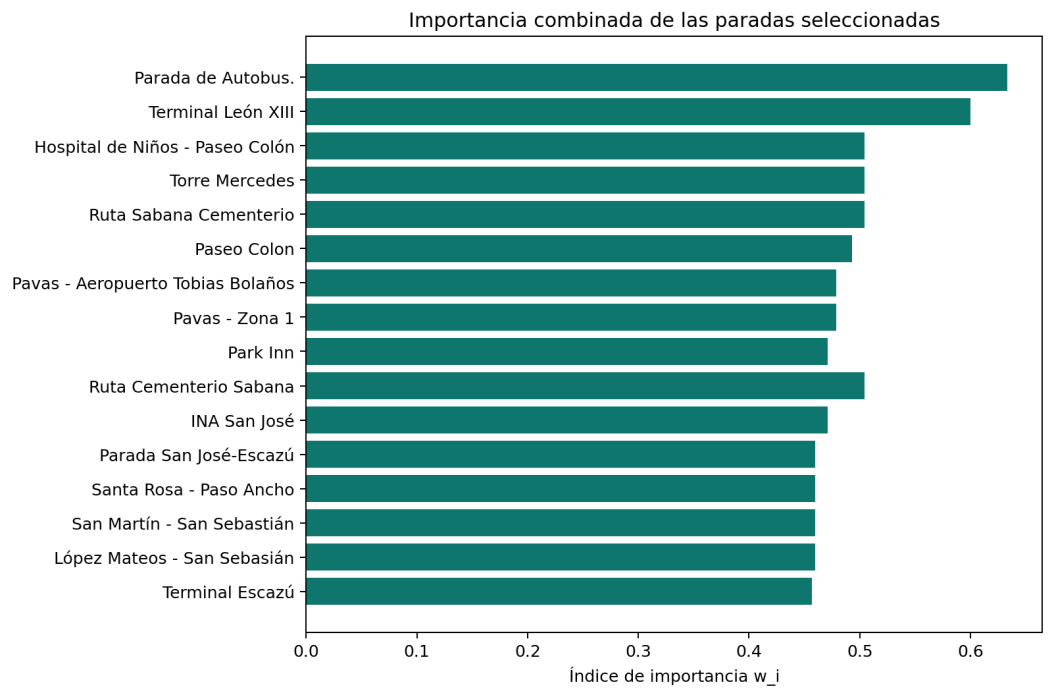 Importancia combinada de las paradas seleccionadas
Parada de Autobus.
Terminal León XIII
Hospital de Niños - Paseo Colón
Torre Mercedes
Ruta Sabana Cementerio
Paseo Colon
Pavas - Aeropuerto Tobias Bolaños
Pavas - Zona 1
Park Inn
Ruta Cementerio Sabana
INA San José
Parada San José-Escazú
Santa Rosa - Paso Ancho
San Martín - San Sebastián
López Mateos - San Sebasián
Terminal Escazú
0.0 0.1 0.2 0.3 0.4 0.5 0.6
Índice de importancia w_i